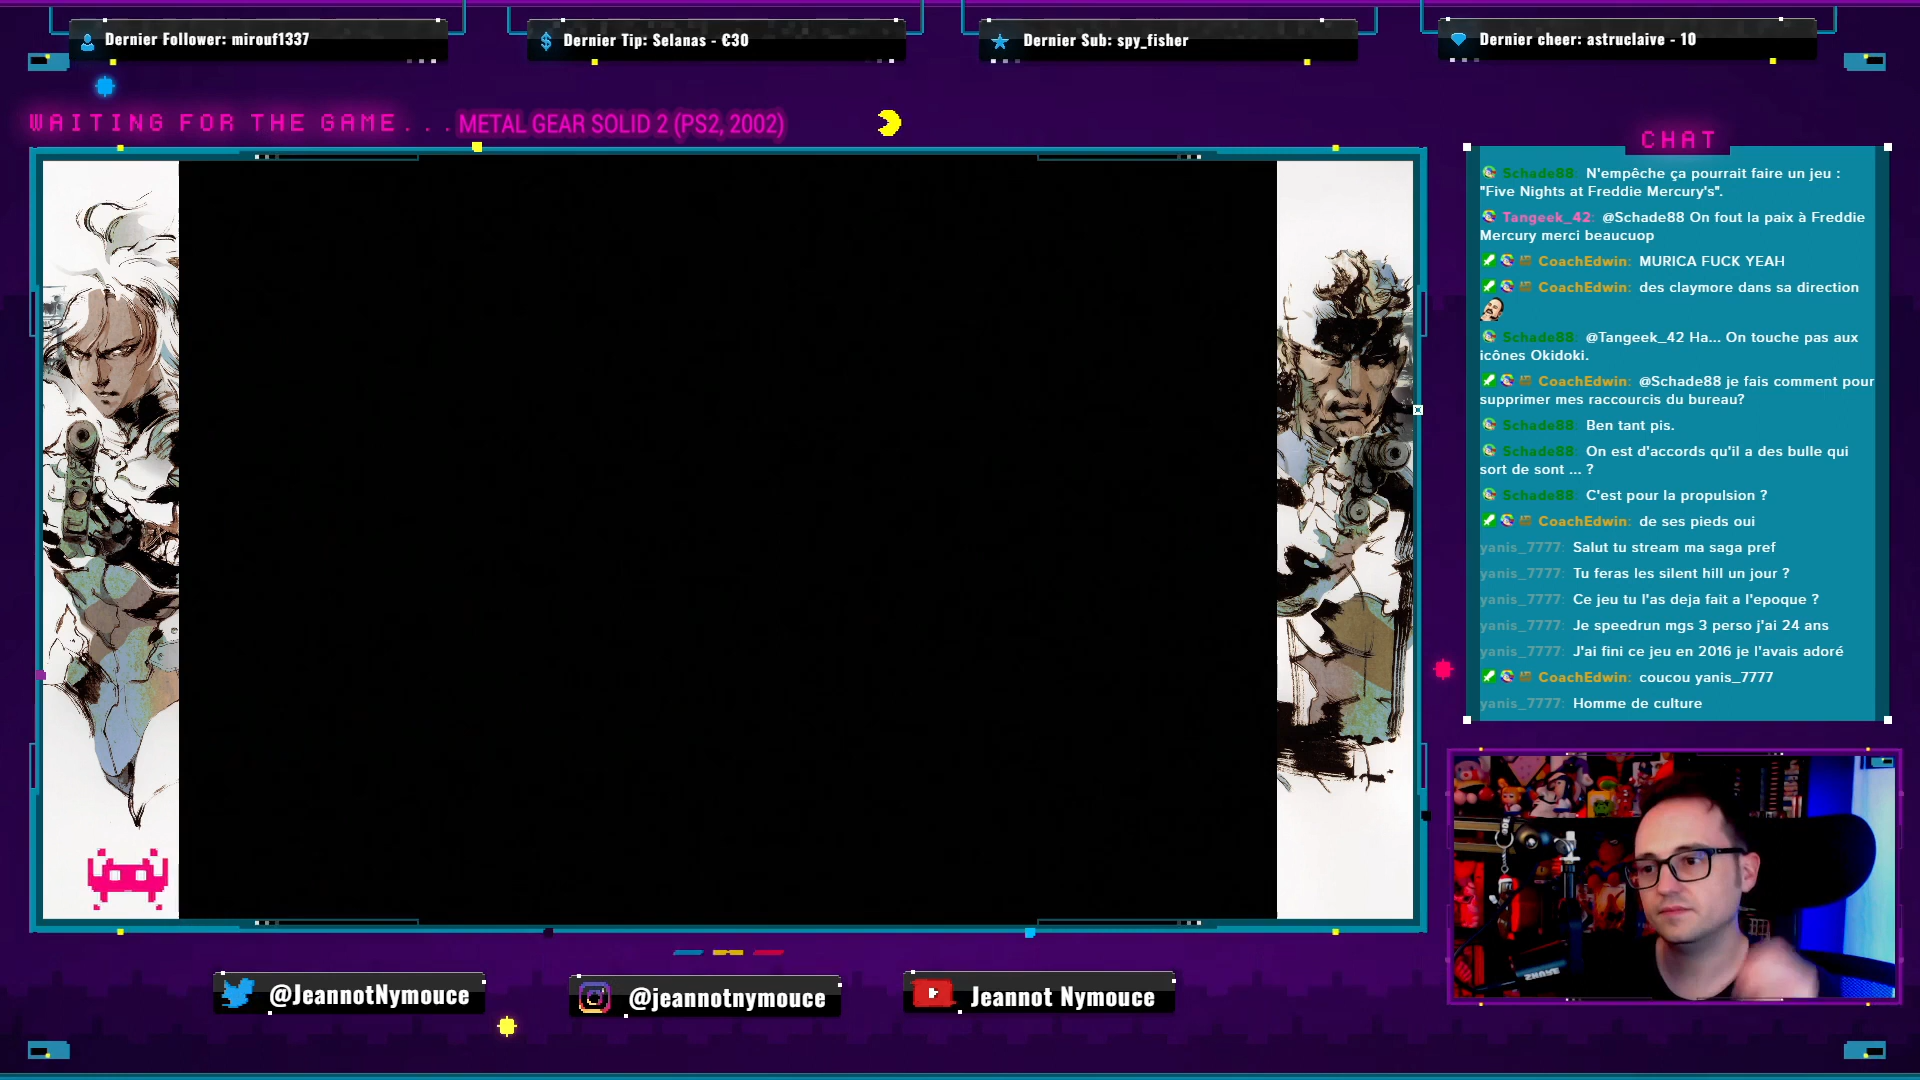 Dernier Follower: mirouf1337
Dernier Tip: Selanas - €30
Dernier Sub: spy_fisher
Dernier cheer: astruclaive - 10
WAITING FOR THE GAME... METAL GEAR SOLID 2 (PS2, 2002)
CHAT
Schade88: N'empêche ça pourrait faire un jeu :
"Five Nights at Freddie Mercury's".
Tangeek_42: @Schade88 On fout la paix à Freddie
Mercury merci beaucuop
CoachEdwin: MURICA FUCK YEAH
CoachEdwin: des claymore dans sa direction
Schade88: @Tangeek_42 Ha... On touche pas aux
icônes Okidoki.
CoachEdwin: @Schade88 je fais comment pour
supprimer mes raccourcis du bureau?
Schade88: Ben tant pis.
Schade88: On est d'accords qu'il a des bulle qui
sort de sont ... ?
Schade88: C'est pour la propulsion ?
CoachEdwin: de ses pieds oui
yanis_7777: Salut tu stream ma saga pref
yanis_7777: Tu feras les silent hill un jour ?
yanis_7777: Ce jeu tu l'as deja fait a l'epoque ?
yanis_7777: Je speedrun mgs 3 perso j'ai 24 ans
yanis_7777: J'ai fini ce jeu en 2016 je l'avais adoré
CoachEdwin: coucou yanis_7777
yanis_7777: Homme de culture
@JeannotNymouce
@jeannotnymouce
Jeannot Nymouce